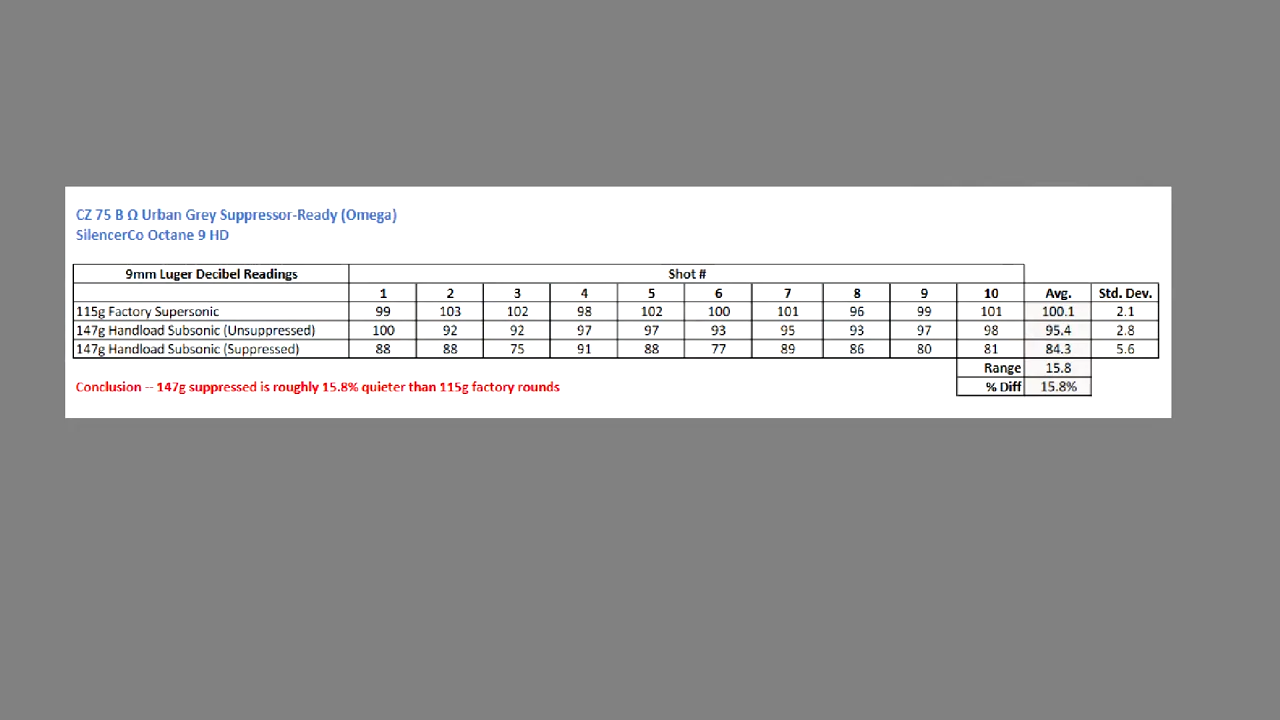 CZ 75 B Ω Urban Grey Suppressor-Ready (Omega)
SilencerCo Octane 9 HD
9mm Luger Decibel Readings Shot #
1 2 3 4 5 6 7 8 9 10 Avg. Std. Dev.
115g Factory Supersonic 99 103 102 98 102 100 101 96 99 101 100.1 2.1
147g Handload Subsonic (Unsuppressed) 100 92 92 97 97 93 95 93 97 98 95.4 2.8
147g Handload Subsonic (Suppressed) 88 88 75 91 88 77 89 86 80 81 84.3 5.6
Range 15.8
Conclusion -- 147g suppressed is roughly 15.8% quieter than 115g factory rounds % Diff 15.8%